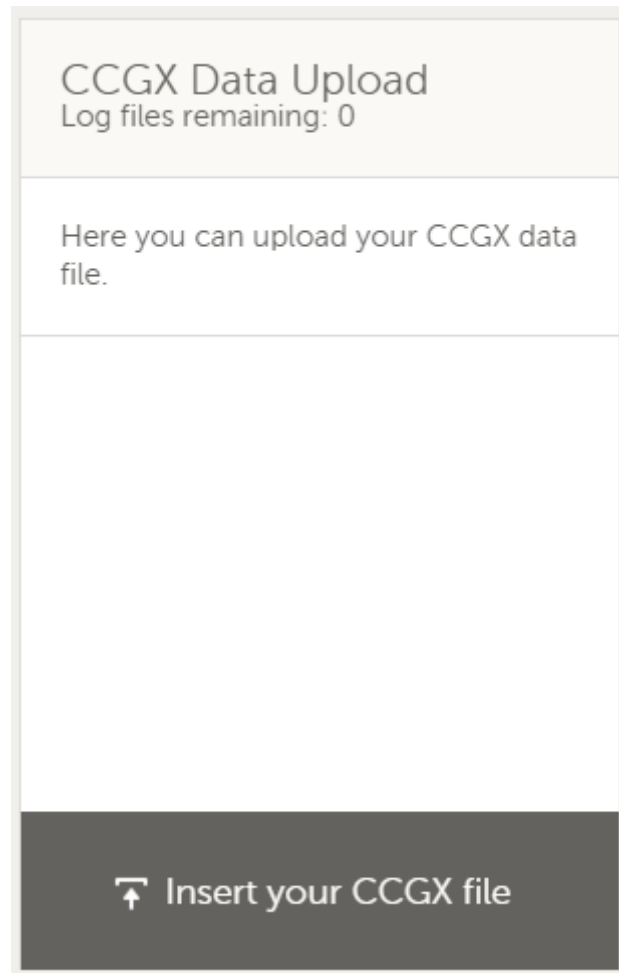 CCGX Data Upload
Log files remaining: 0
Here you can upload your CCGX data
file.
Insert your CCGX file